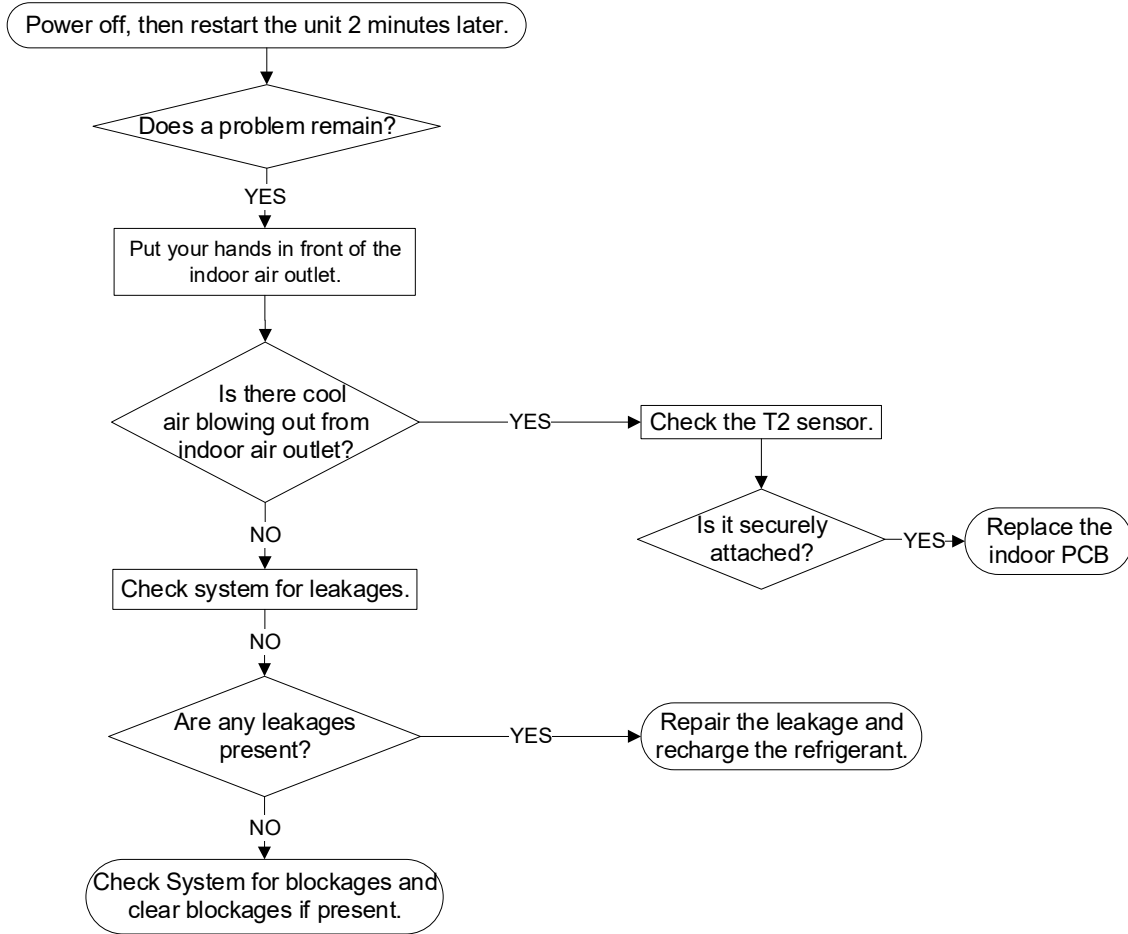 Power off, then restart the unit 2 minutes later.
Does a problem remain?
YES
Put your hands in front of the
indoor air outlet.
Is there cool
air blowing out from
indoor air outlet?
YES
Check the T2 sensor.
Is it securely
attached?
YES
Replace the
indoor PCB
NO
Check system for leakages.
NO
Are any leakages
present?
YES
Repair the leakage and
recharge the refrigerant.
NO
Check System for blockages and
clear blockages if present.